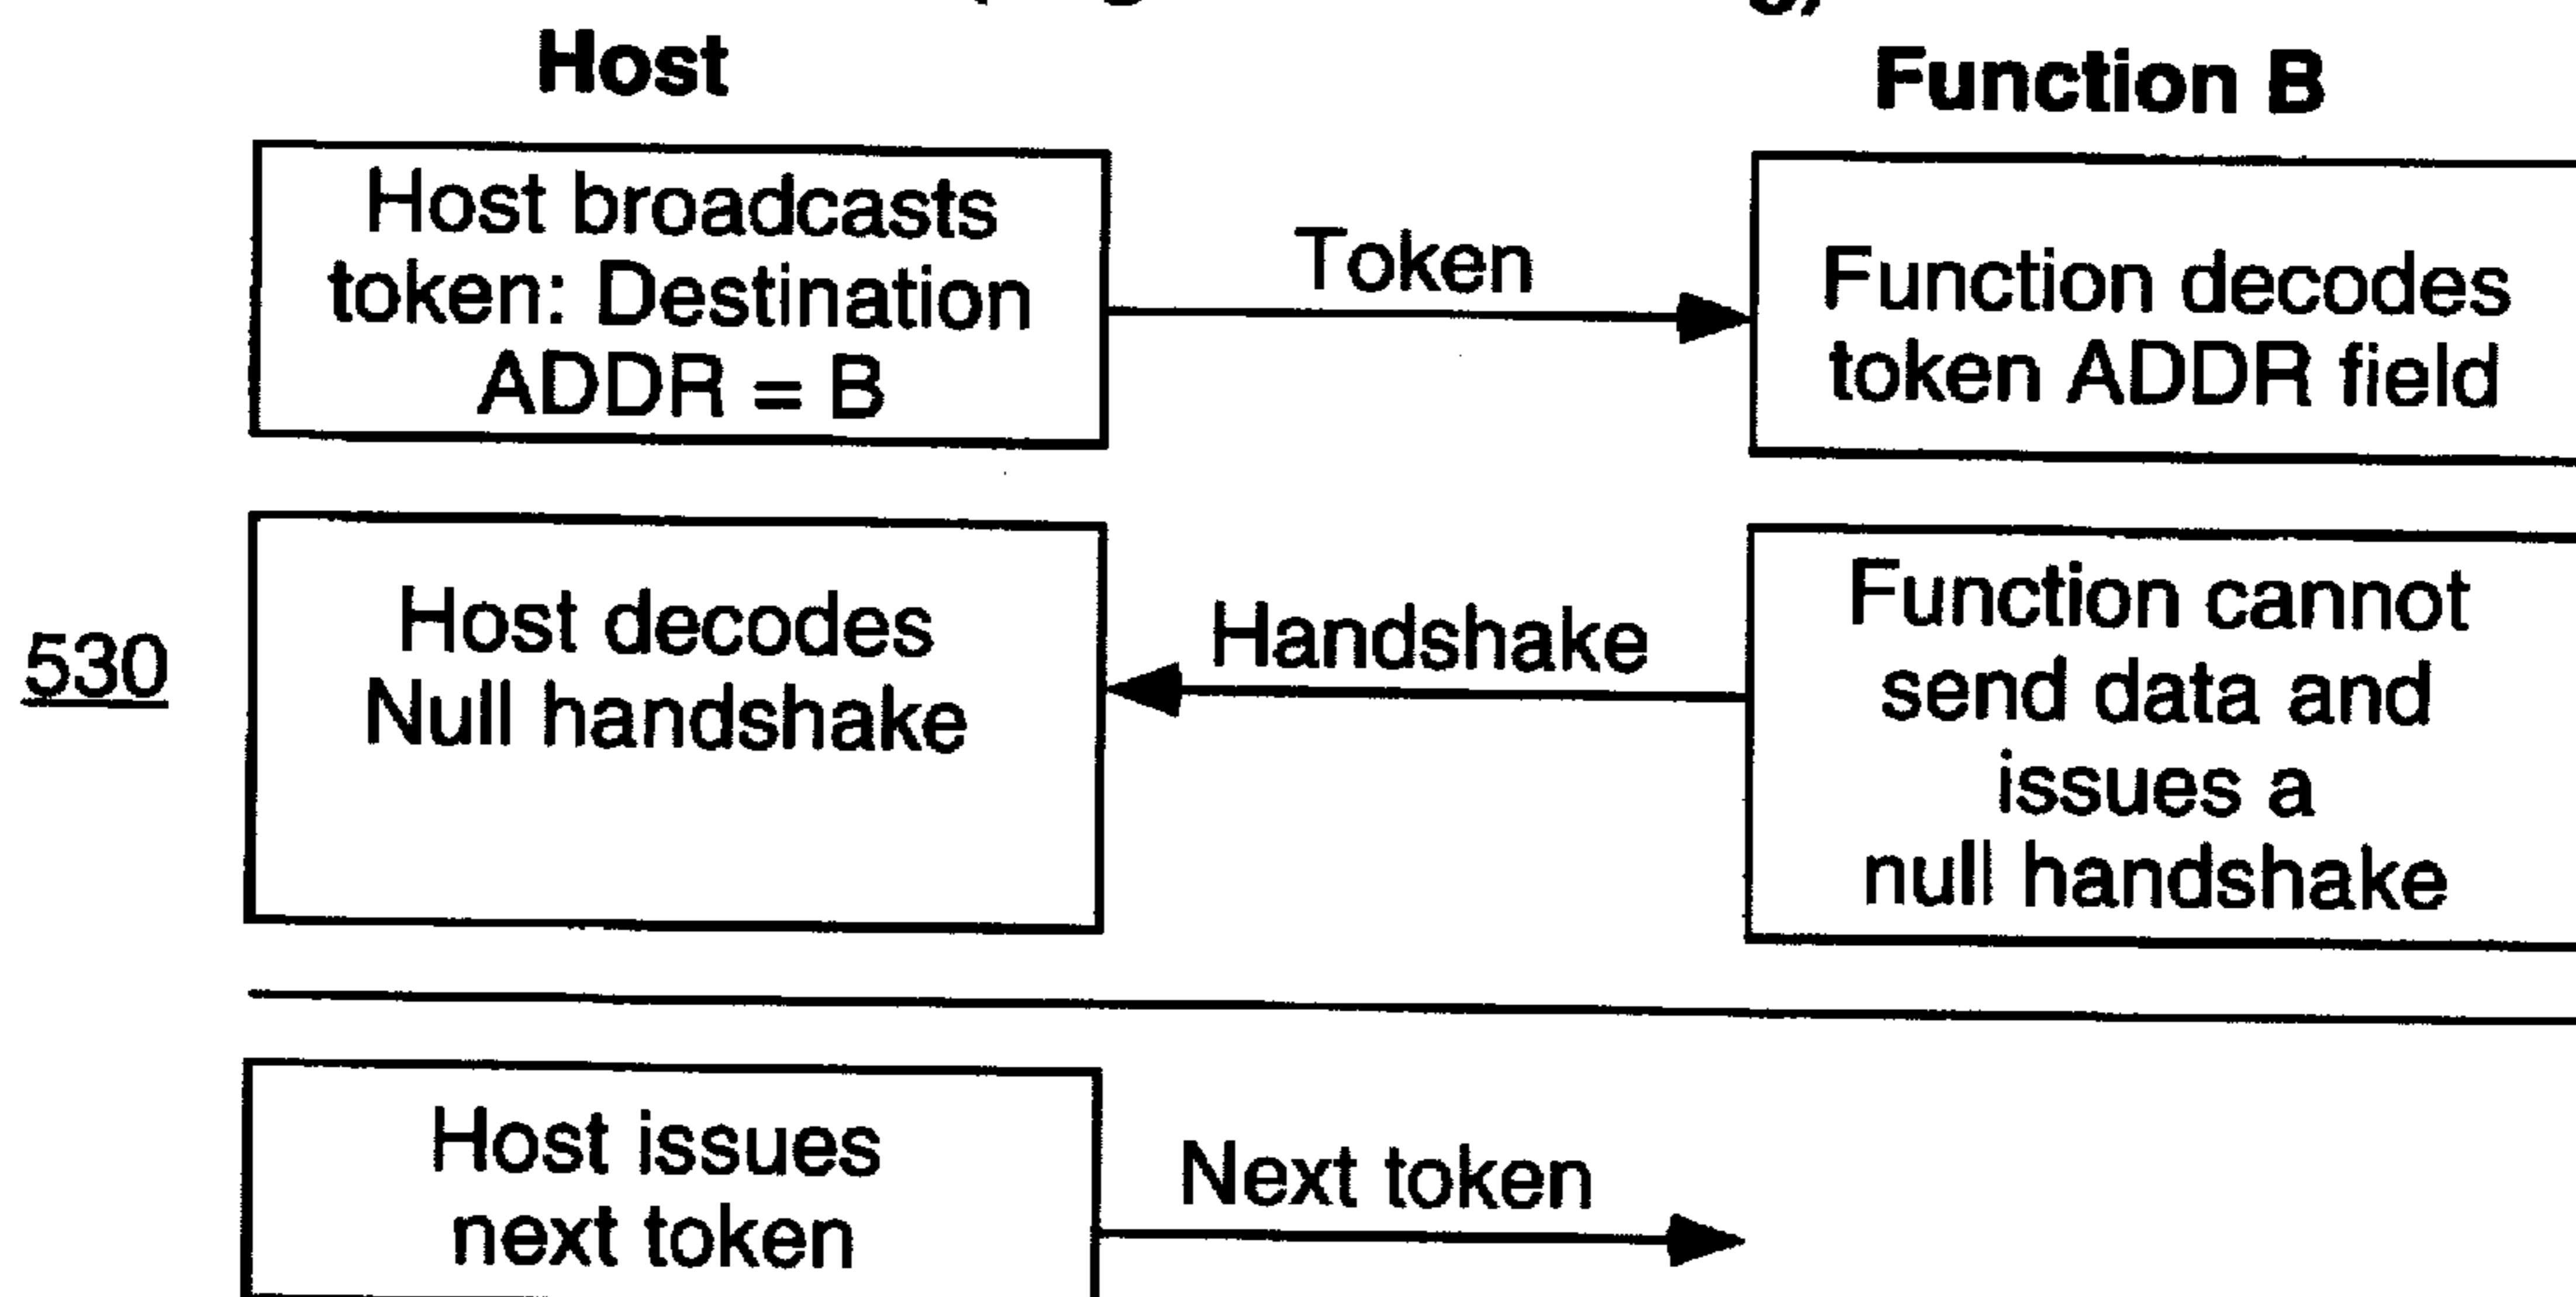 Host
Function B
Host broadcasts
token: Destination
ADDR = B
Token
Function decodes
token ADDR field
530
Host decodes
Null handshake
Handshake
Function cannot
send data and
issues a
null handshake
Host issues
next token
Next token